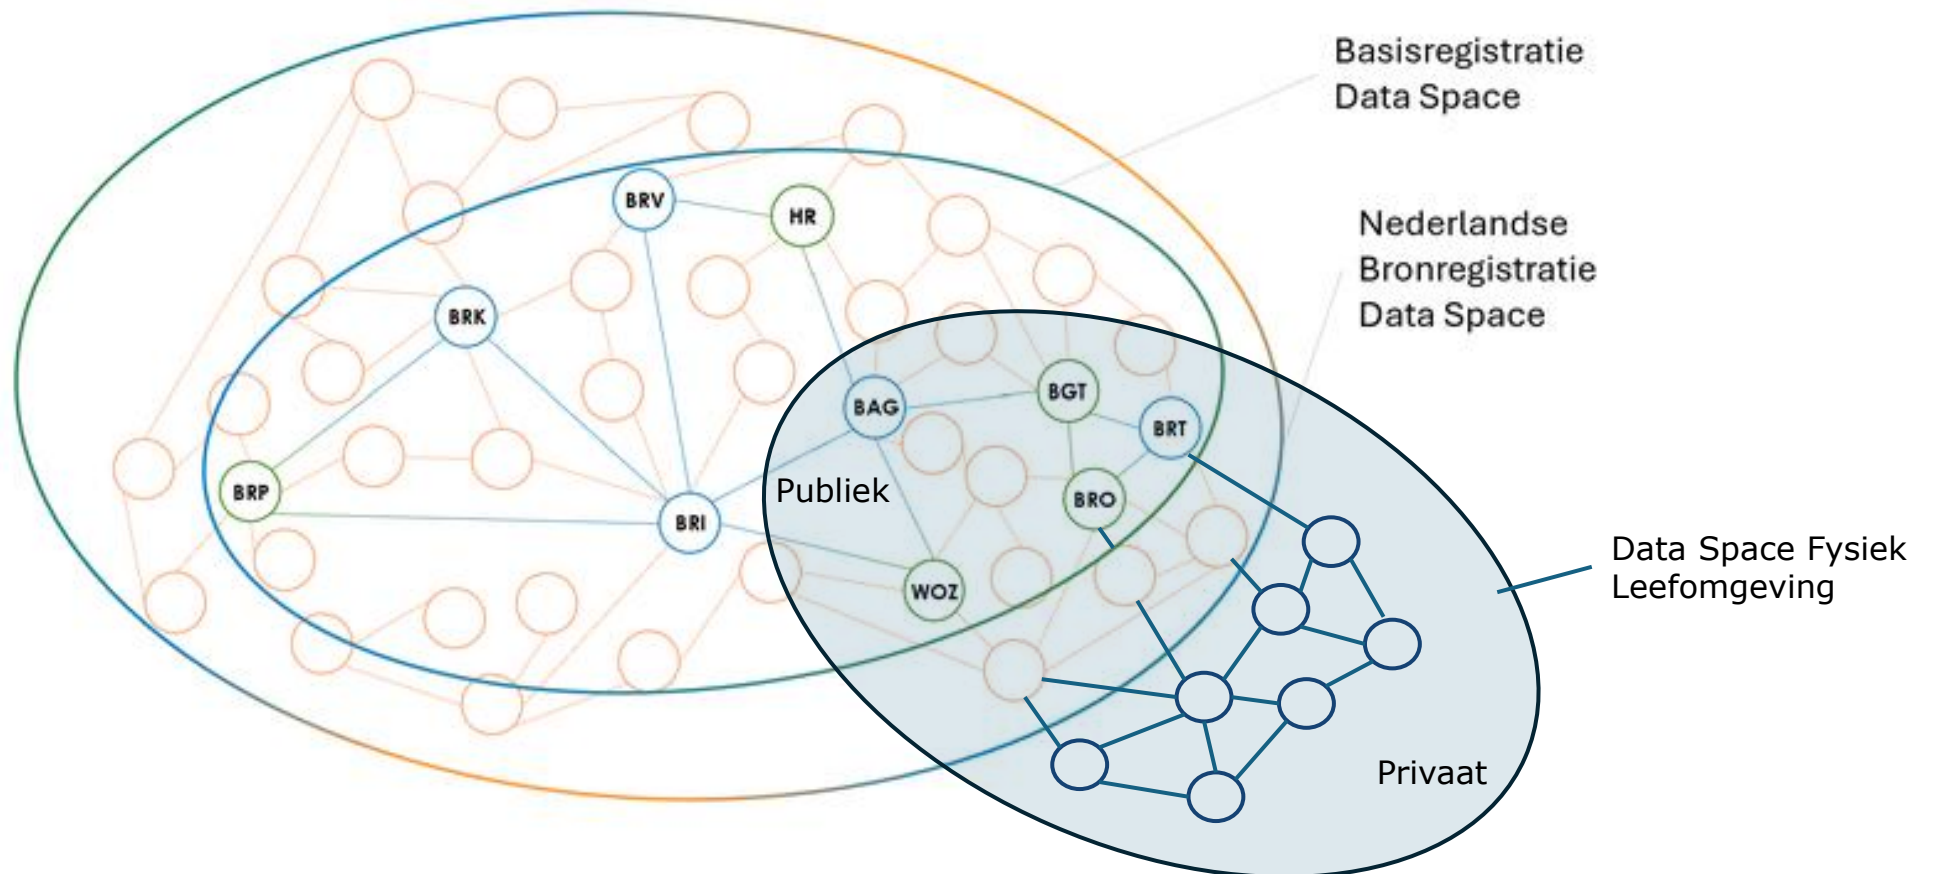 Basisregistratie
Data Space
Nederlandse
Bronregistratie
Data Space
BRV
HR
BRK
BAG
BGT
BRT
Publiek
BRP
BRO
BRI
WOZ
Data Space Fysiek
Leefomgeving
Privaat